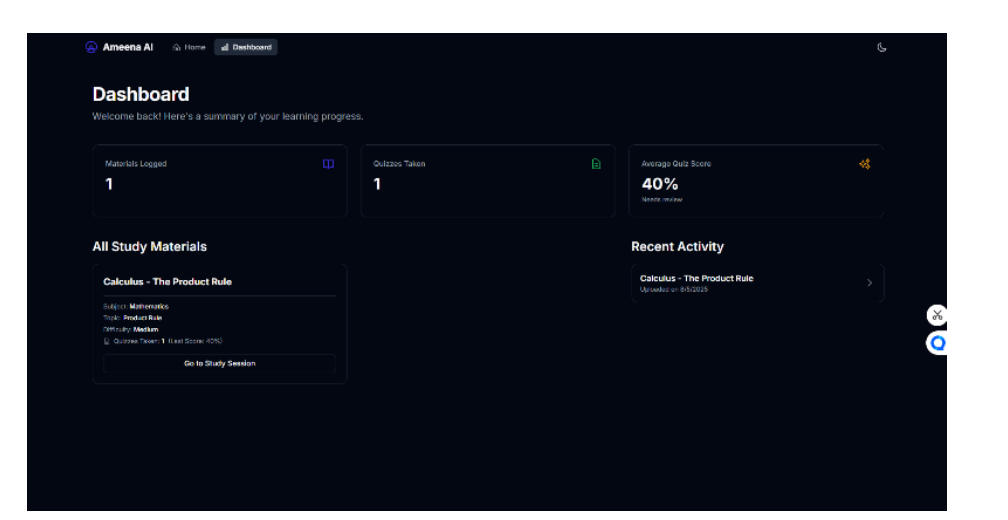 Ameena AI
Home
Dashboard
Dashboard
Welcome back! Here's a summary of your learning progress.
Materials Logged
1
Quizzes Taken
1
Average Quiz Score
40%
Needs review
All Study Materials
Calculus - The Product Rule
Subject: Mathematics
Topic: Product Rule
Difficulty: Medium
Quizzes Taken: 1 (Last Score: 40%)
Go to Study Session
Recent Activity
Calculus - The Product Rule
Uploaded on 8/5/2025